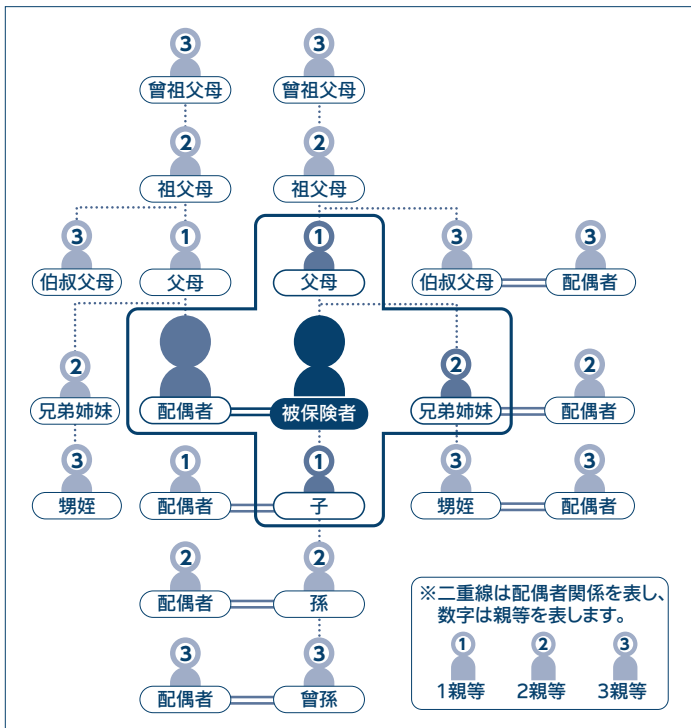 3 3
曾祖父母 曾祖父母
2 2
祖父母 祖父母
3 1 1 3 3
伯叔父母 父母 父母 伯叔父母 配偶者
2 2 2
兄弟姉妹 配偶者 被保険者 兄弟姉妹 配偶者
3 1 1 3 3
甥姪 配偶者 子 甥姪 配偶者
2 2
配偶者 孫
3 3
配偶者 曾孫
※二重線は配偶者関係を表し、
数字は親等を表します。
1 2 3
1親等 2親等 3親等